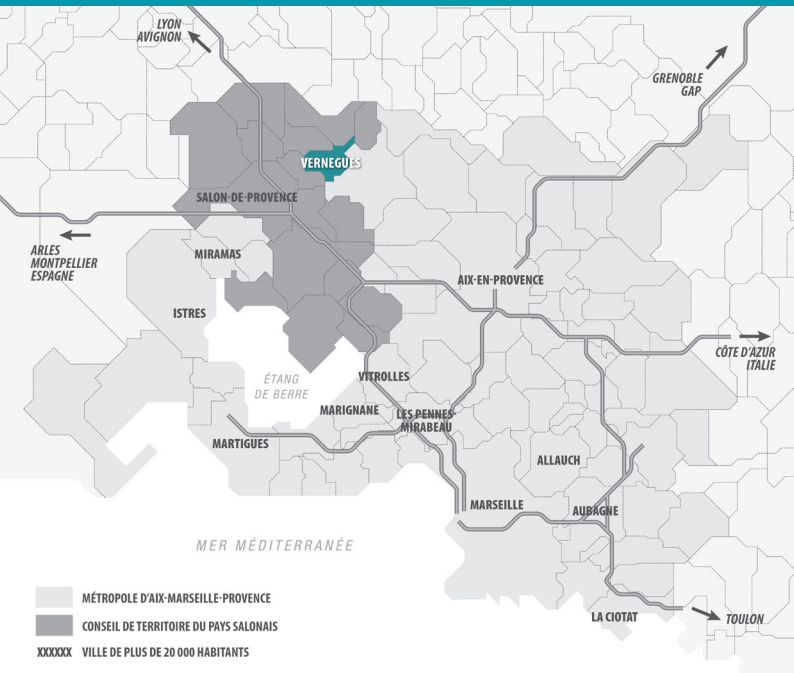 LYON
AVIGNON
GRENOBLE
GAP
VERNEGUES
SALON-DE-PROVENCE
ARLES
MONTPELLIER
ESPAGNE
MIRAMAS
AIX-EN-PROVENCE
ISTRES
CÔTE D'AZUR
ITALIE
ÉTANG
DE BERRE
VITROLLES
MARIGNANE
LES PENNES-
MIRABEAU
MARTIGUES
ALLAUCH
MARSEILLE
AUBAGNE
MER MÉDITERRANÉE
MÉTROPOLE D'AIX-MARSEILLE-PROVENCE
CONSEIL DE TERRITOIRE DU PAYS SALONAIS
XXXXXX VILLE DE PLUS DE 20 000 HABITANTS
LA CIOTAT
TOULON